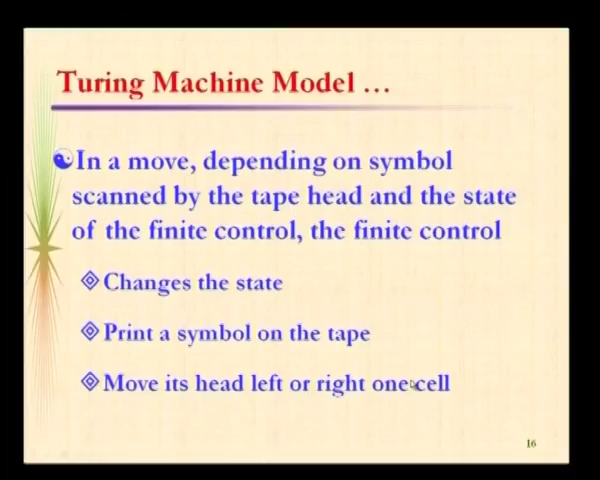 Turing Machine Model ...
In a move, depending on symbol
scanned by the tape head and the state
of the finite control, the finite control
Changes the state
Print a symbol on the tape
Move its head left or right one cell
16